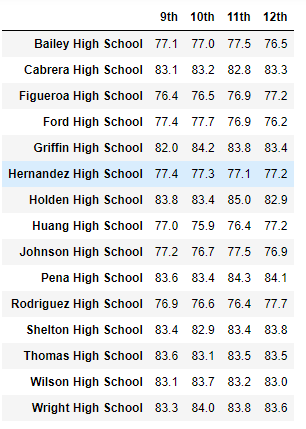 9th 10th 11th 12th
Bailey High School 77.1 77.0 77.5 76.5
Cabrera High School 83.1 83.2 82.8 83.3
Figueroa High School 76.4 76.5 76.9 77.2
Ford High School 77.4 77.7 76.9 76.2
Griffin High School 82.0 84.2 83.8 83.4
Hernandez High School 77.4 77.3 77.1 77.2
Holden High School 83.8 83.4 85.0 82.9
Huang High School 77.0 75.9 76.4 77.2
Johnson High School 77.2 76.7 77.5 76.9
Pena High School 83.6 83.4 84.3 84.1
Rodriguez High School 76.9 76.6 76.4 77.7
Shelton High School 83.4 82.9 83.4 83.8
Thomas High School 83.6 83.1 83.5 83.5
Wilson High School 83.1 83.7 83.2 83.0
Wright High School 83.3 84.0 83.8 83.6